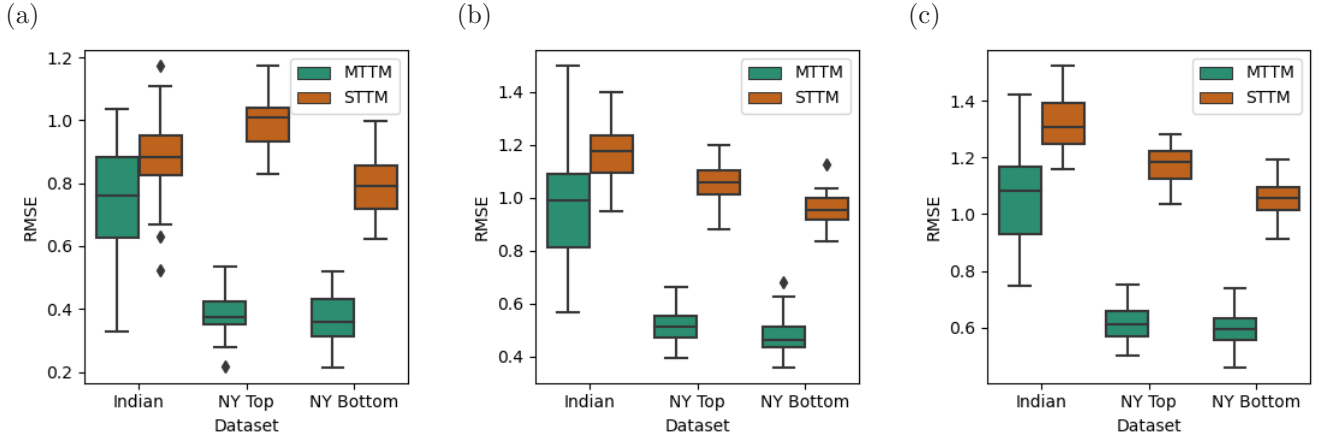 (a)
1.2
1.0
0.8
0.6
0.4
0.2
RMSE
MTTM
STTM
Indian
NY Top
NY Bottom
Dataset
(b)
1.4
1.2
1.0
0.8
0.6
0.4
RMSE
MTTM
STTM
Indian
NY Top
NY Bottom
Dataset
(c)
1.4
1.2
1.0
0.8
0.6
RMSE
MTTM
STTM
Indian
NY Top
NY Bottom
Dataset